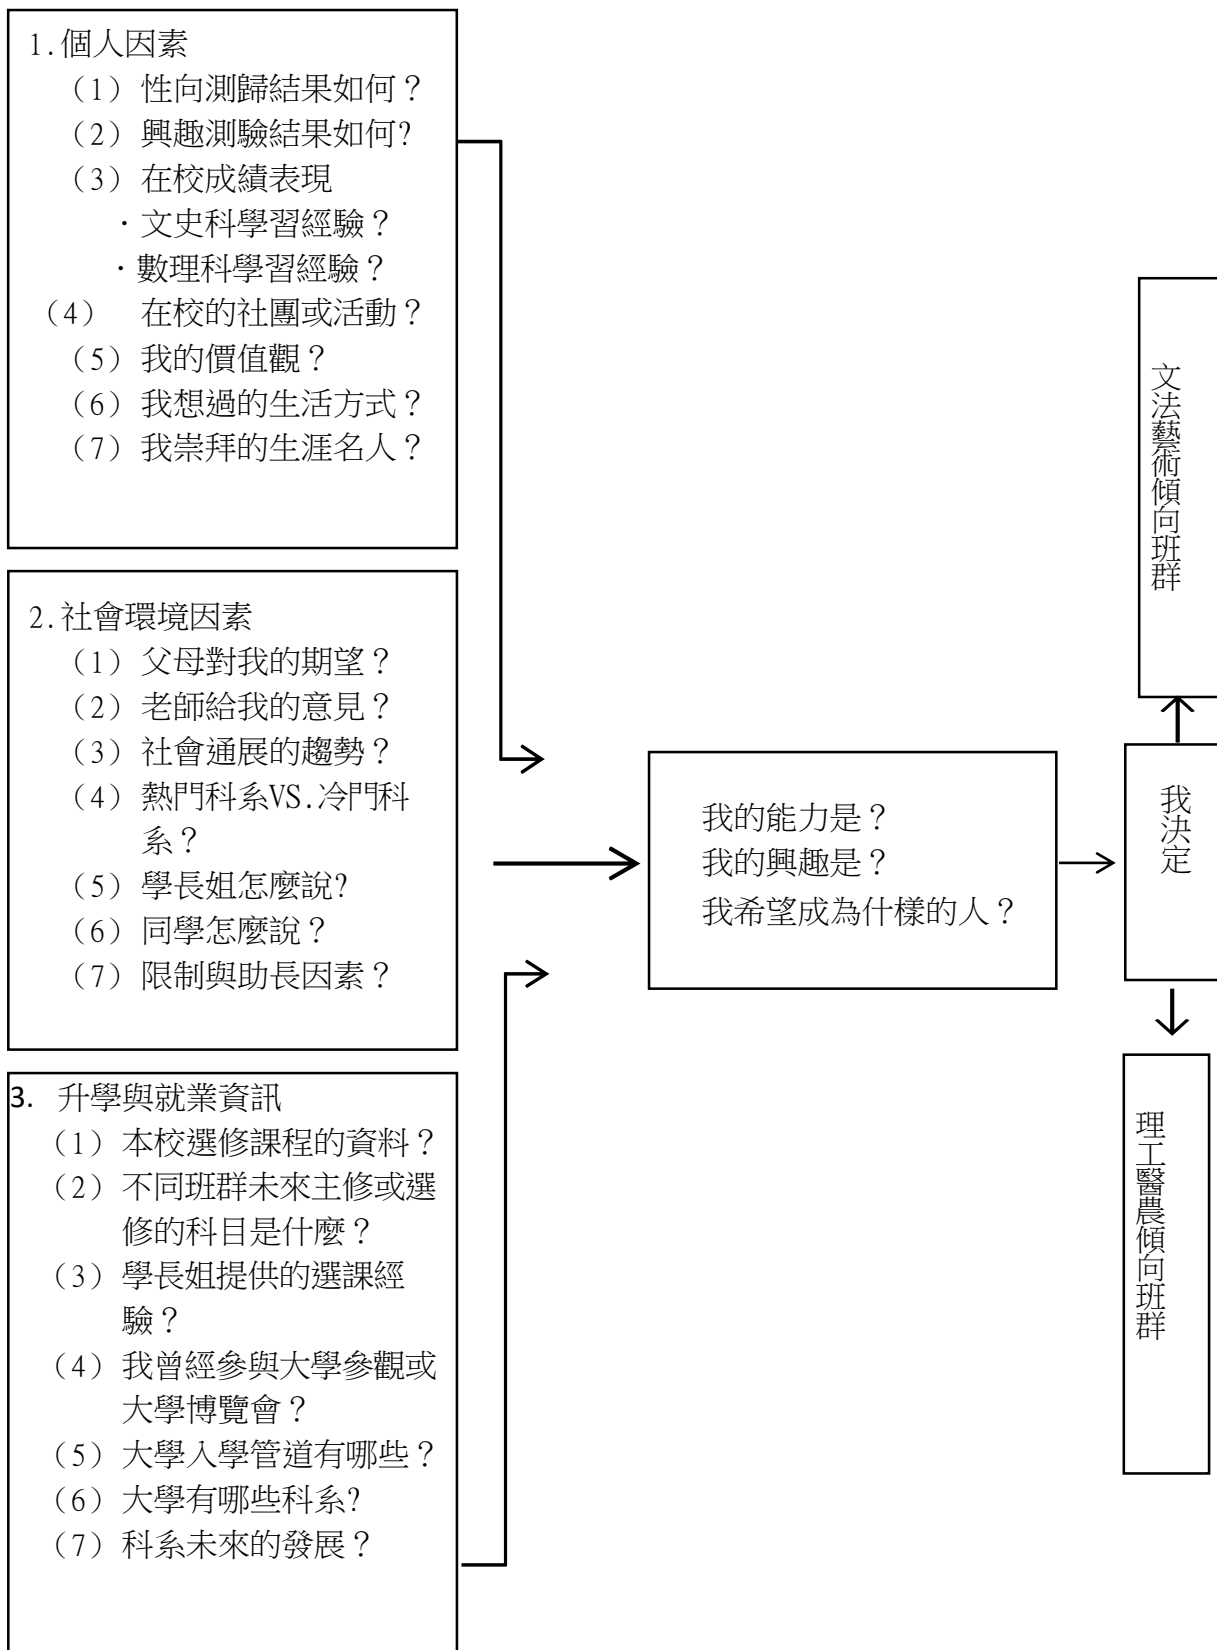 1.個人因素
（1）性向測歸結果如何？
（2）興趣測驗結果如何?
（3）在校成績表現
．文史科學習經驗？
．數理科學習經驗？
（4） 在校的社團或活動？
（5）我的價值觀？
（6）我想過的生活方式？
（7）我崇拜的生涯名人？
2.社會環境因素
（1）父母對我的期望？
（2）老師給我的意見？
（3）社會通展的趨勢？
（4）熱門科系VS.冷門科
系？
（5）學長姐怎麼說?
（6）同學怎麼說？
（7）限制與助長因素？
3. 升學與就業資訊
（1）本校選修課程的資料？
（2）不同班群未來主修或選
修的科目是什麼？
（3）學長姐提供的選課經
驗？
（4）我曾經參與大學參觀或
大學博覽會？
（5）大學入學管道有哪些？
（6）大學有哪些科系?
（7）科系未來的發展？
我的能力是？
我的興趣是？
我希望成為什樣的人？
文法藝術傾向班群
我決定
理工醫農傾向班群